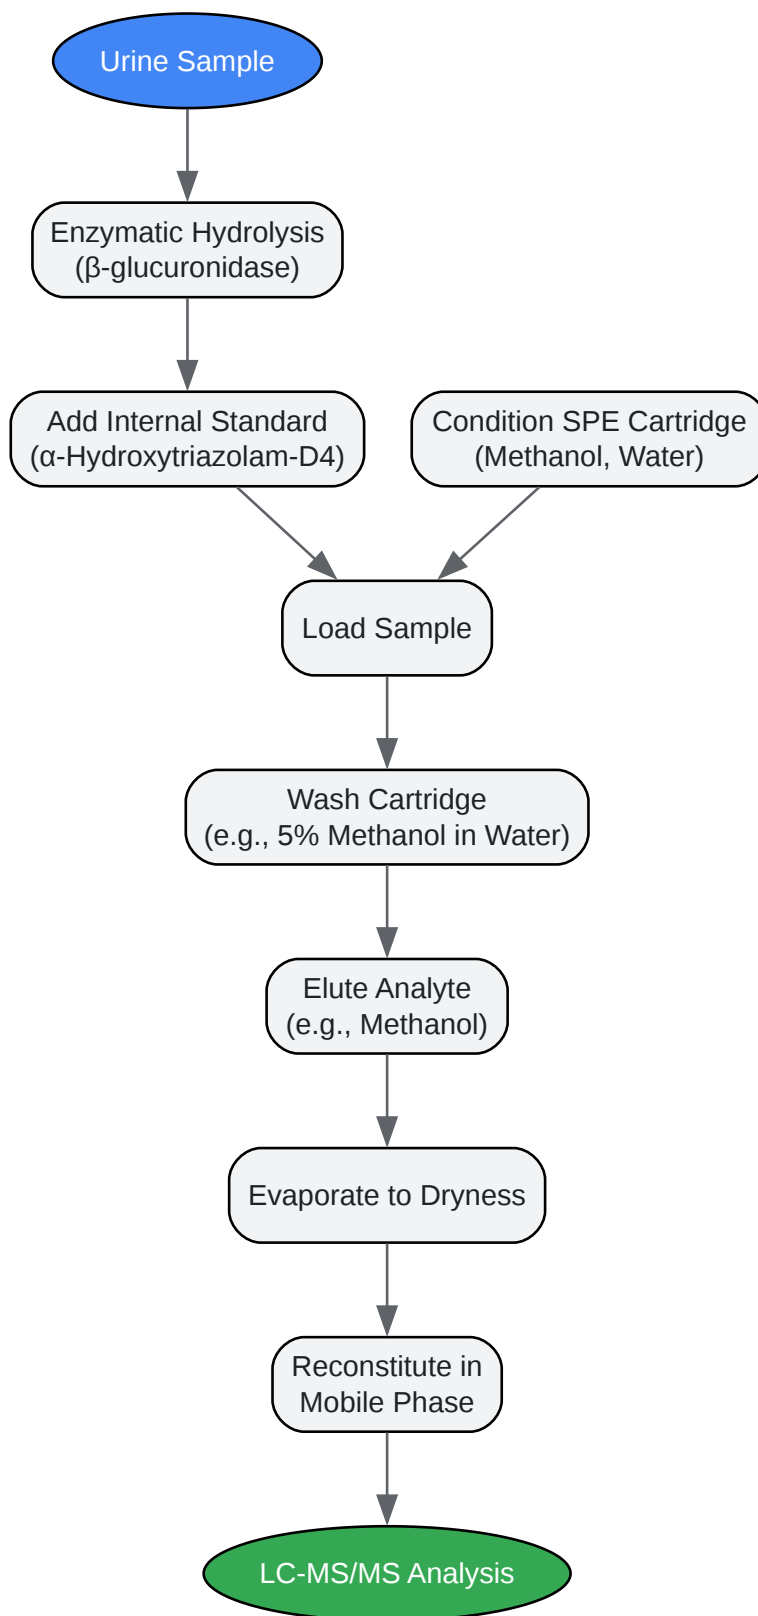 Urine Sample
Enzymatic Hydrolysis
(β-glucuronidase)
Add Internal Standard
(α-Hydroxytriazolam-D4)
Condition SPE Cartridge
(Methanol, Water)
Load Sample
Wash Cartridge
(e.g., 5% Methanol in Water)
Elute Analyte
(e.g., Methanol)
Evaporate to Dryness
Reconstitute in
Mobile Phase
LC-MS/MS Analysis